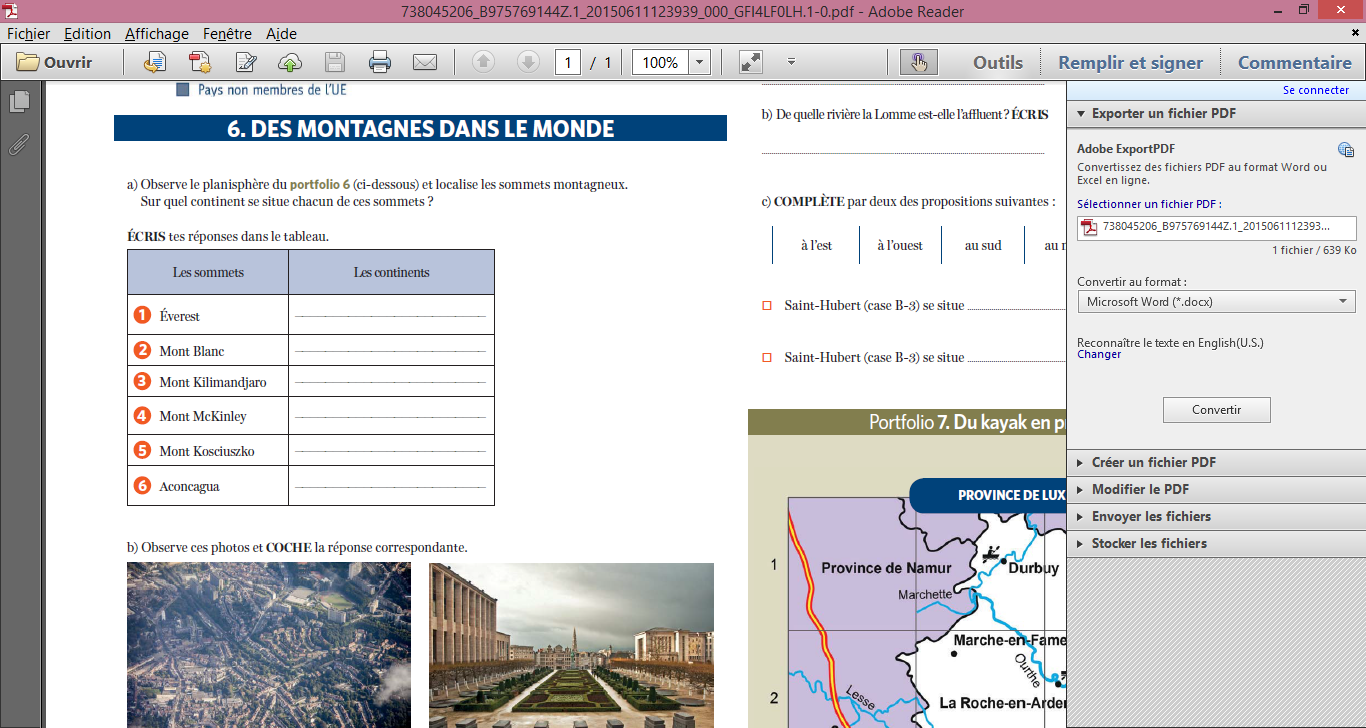 738045206_B975769144Z.1_20150611123939_000_GFI4LF0LH.1-0.pdf - Adobe Reader
Fichier Edition Affichage Fenêtre Aide
Ouvrir 1 / 1 100% Outils Remplir et signer Commentaire
Pays non membres de l'UE
6. DES MONTAGNES DANS LE MONDE
a) Observe le planisphère du portfolio 6 (ci-dessous) et localise les sommets montagneux.
Sur quel continent se situe chacun de ces sommets ?
ÉCRIS tes réponses dans le tableau.
Les sommets Les continents
1 Éverest
2 Mont Blanc
3 Mont Kilimandjaro
4 Mont McKinley
5 Mont Kosciuszko
6 Aconcagua
b) Observe ces photos et COCHE la réponse correspondante.
b) De quelle rivière la Lomme est-elle l'affluent ? ÉCRIS
c) COMPLÈTE par deux des propositions suivantes :
à l'est à l'ouest au sud au n
Saint-Hubert (case B-3) se situe
Saint-Hubert (case B-3) se situe
Portfolio 7. Du kayak en p
PROVINCE DE LUX
1
Province de Namur
Durbuy
Marchette
Marche-en-Fame
Ourthe
2
Lesse
La Roche-en-Arden
Se connecter
Exporter un fichier PDF
Adobe ExportPDF
Convertissez des fichiers PDF au format Word ou
Excel en ligne.
Sélectionner un fichier PDF :
738045206_B975769144Z.1_2015061112393...
1 fichier / 639 Ko
Convertir au format :
Microsoft Word (*.docx)
Reconnaître le texte en English(U.S.)
Changer
Convertir
Créer un fichier PDF
Modifier le PDF
Envoyer les fichiers
Stocker les fichiers